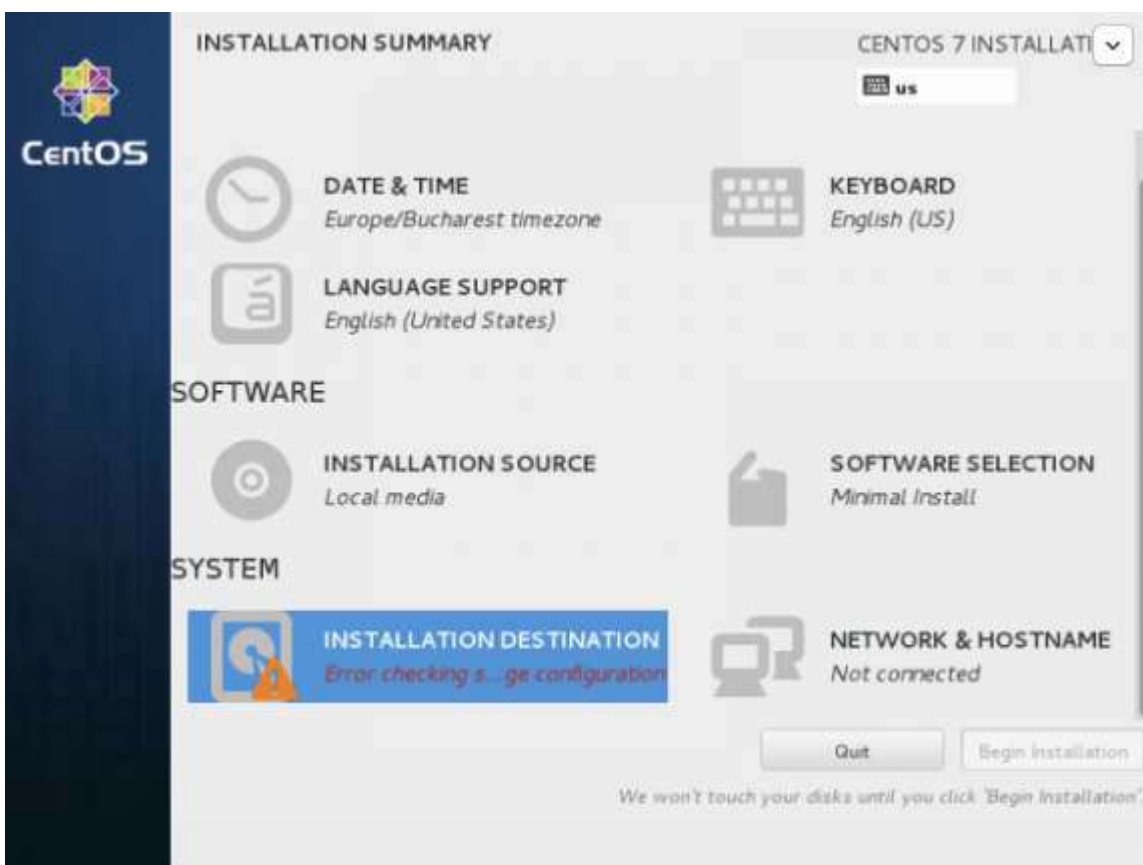 INSTALLATION SUMMARY
CENTOS 7 INSTALLATI
us
CentOS
DATE & TIME
Europe/Bucharest timezone
KEYBOARD
English (US)
LANGUAGE SUPPORT
English (United States)
SOFTWARE
INSTALLATION SOURCE
Local media
SOFTWARE SELECTION
Minimal Install
SYSTEM
INSTALLATION DESTINATION
Error checking s...ge configuration
NETWORK & HOSTNAME
Not connected
Quit
Begin Installation
We won't touch your disks until you click 'Begin Installation'.